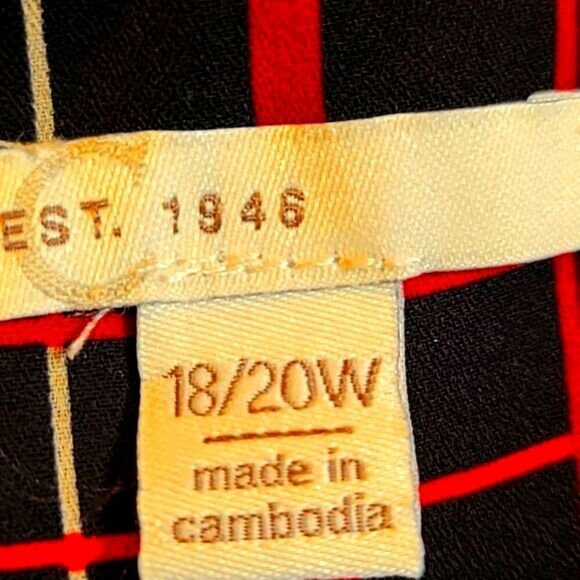 EST. 1946
18/20W
made in
cambodia